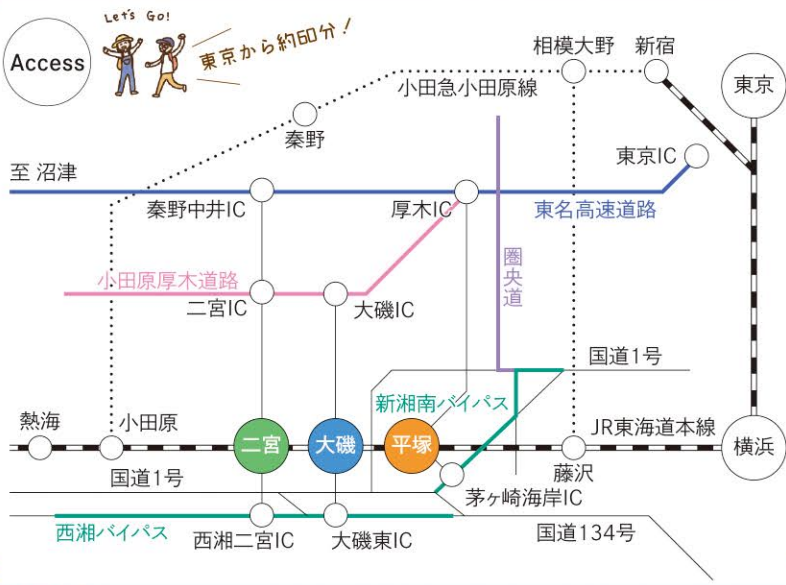 Let's Go!
Access
東京から約60分！
相模大野
新宿
東京
小田急小田原線
秦野
東京IC
至 沼津
秦野中井IC
厚木IC
東名高速道路
圏央道
小田原厚木道路
二宮IC
大磯IC
国道1号
新湘南バイパス
熱海
小田原
二宮
大磯
平塚
JR東海道本線
横浜
藤沢
国道1号
茅ヶ崎海岸IC
西湘バイパス
西湘二宮IC
大磯東IC
国道134号